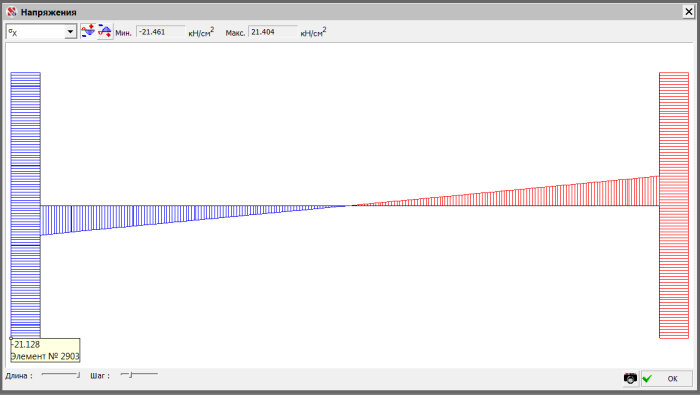 Напряжения
σX
Мин. -21.461 кН/см2 Макс. 21.404 кН/см2
-21.128
Элемент № 2903
Длина : Шаг : OK